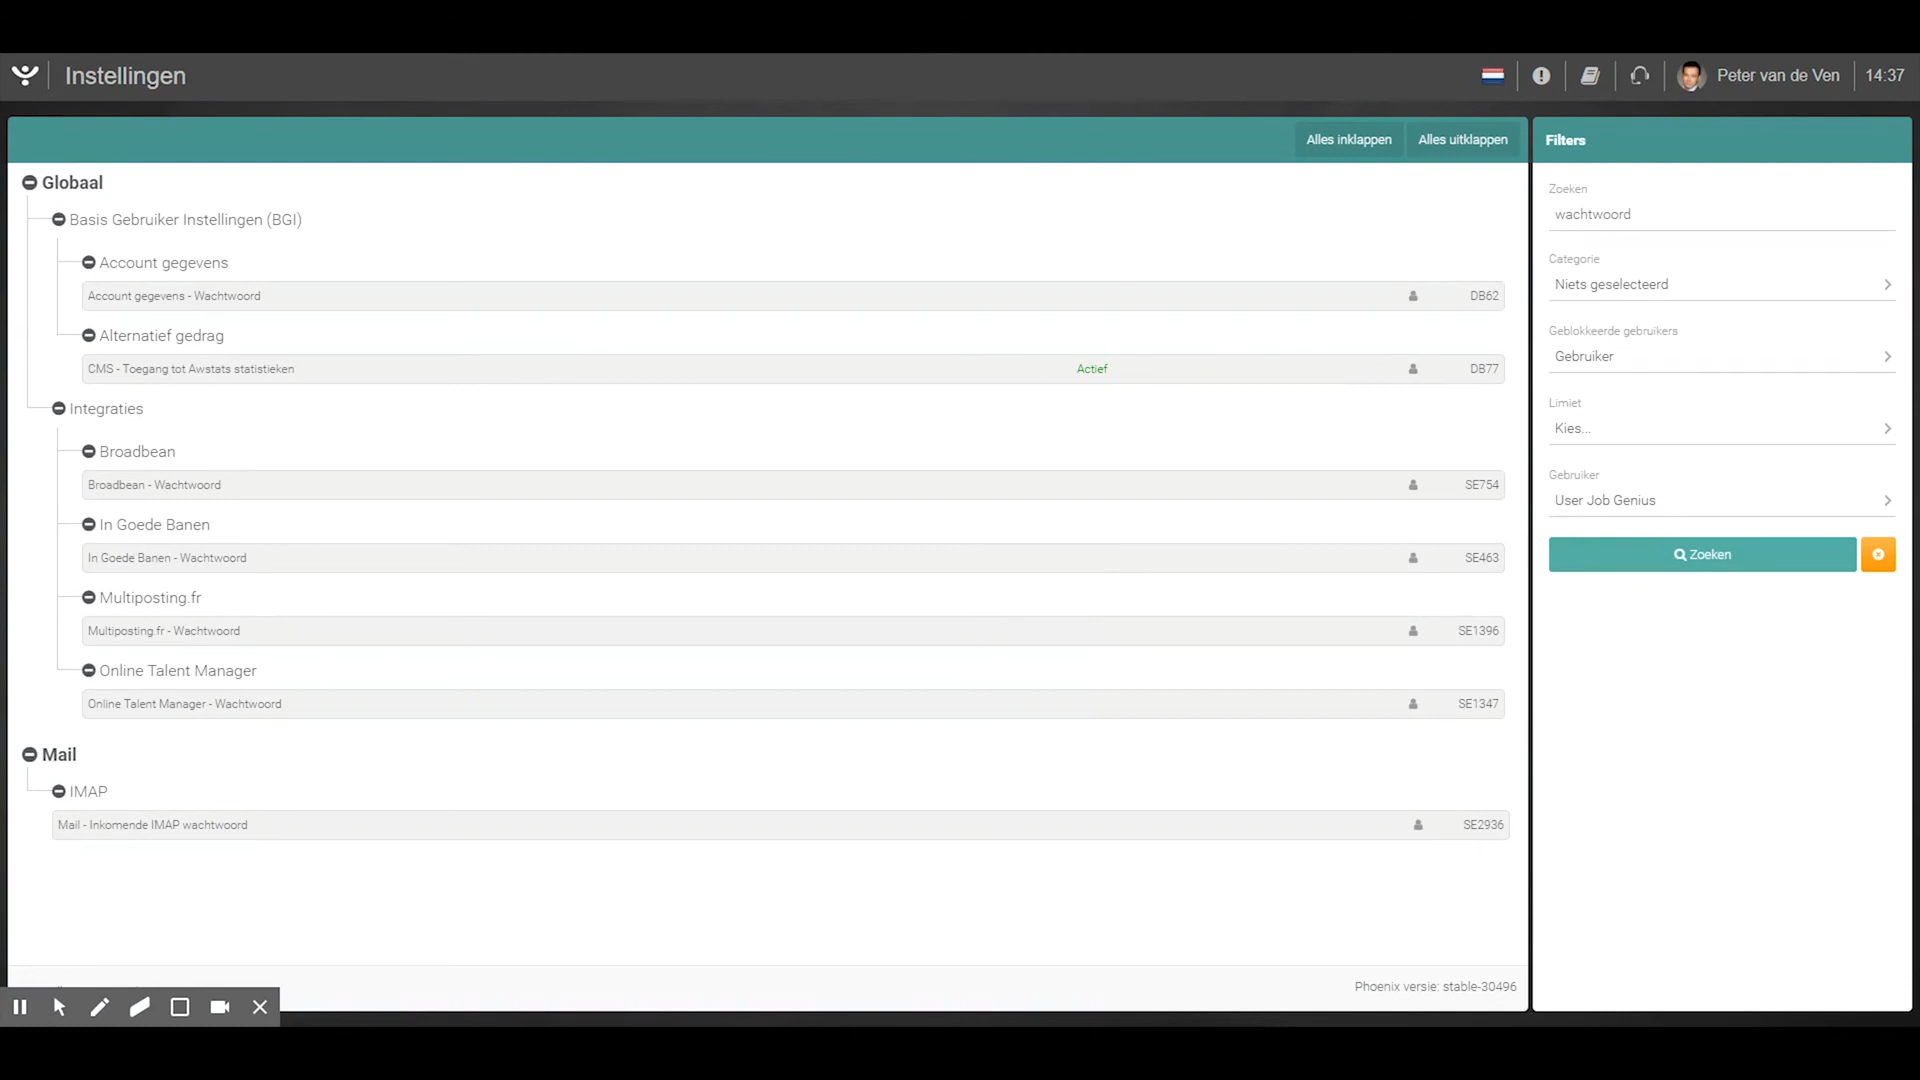 Instellingen
Peter van de Ven
14:37
Alles inklappen
Alles uitklappen
Filters
Globaal
Basis Gebruiker Instellingen (BGI)
Account gegevens
Account gegevens - Wachtwoord
DB62
Alternatief gedrag
CMS - Toegang tot Awstats statistieken
Actief
DB77
Integraties
Broadbean
Broadbean - Wachtwoord
SE754
In Goede Banen
In Goede Banen - Wachtwoord
SE463
Multiposting.fr
Multiposting.fr - Wachtwoord
SE1396
Online Talent Manager
Online Talent Manager - Wachtwoord
SE1347
Mail
IMAP
Mail - Inkomende IMAP wachtwoord
SE2936
Phoenix versie: stable-30496
Zoeken
wachtwoord
Categorie
Niets geselecteerd
Geblokkeerde gebruikers
Gebruiker
Limiet
Kies...
Gebruiker
User Job Genius
Zoeken